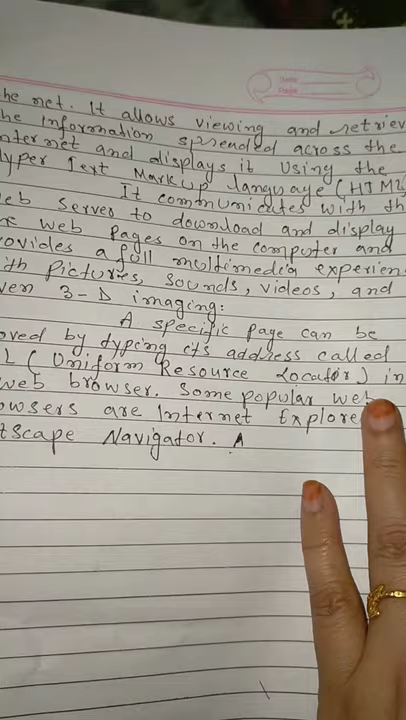 Name
Page
he net. It allows viewing and retriev
he Information spreaded across the
nternet and displays it Using the
yper Text Markup language (HTML
It communicates with th
eb server to download and display
e web pages on the computer and
rovides a full multimedia experien
ith pictures, sounds, videos, and
ven 3-D imaging.
A specific page can be
oved by typing its address called
L (Uniform Resource Locator) in
web browser. Some popular web
owsers are Internet Explore
tscape Navigator. A